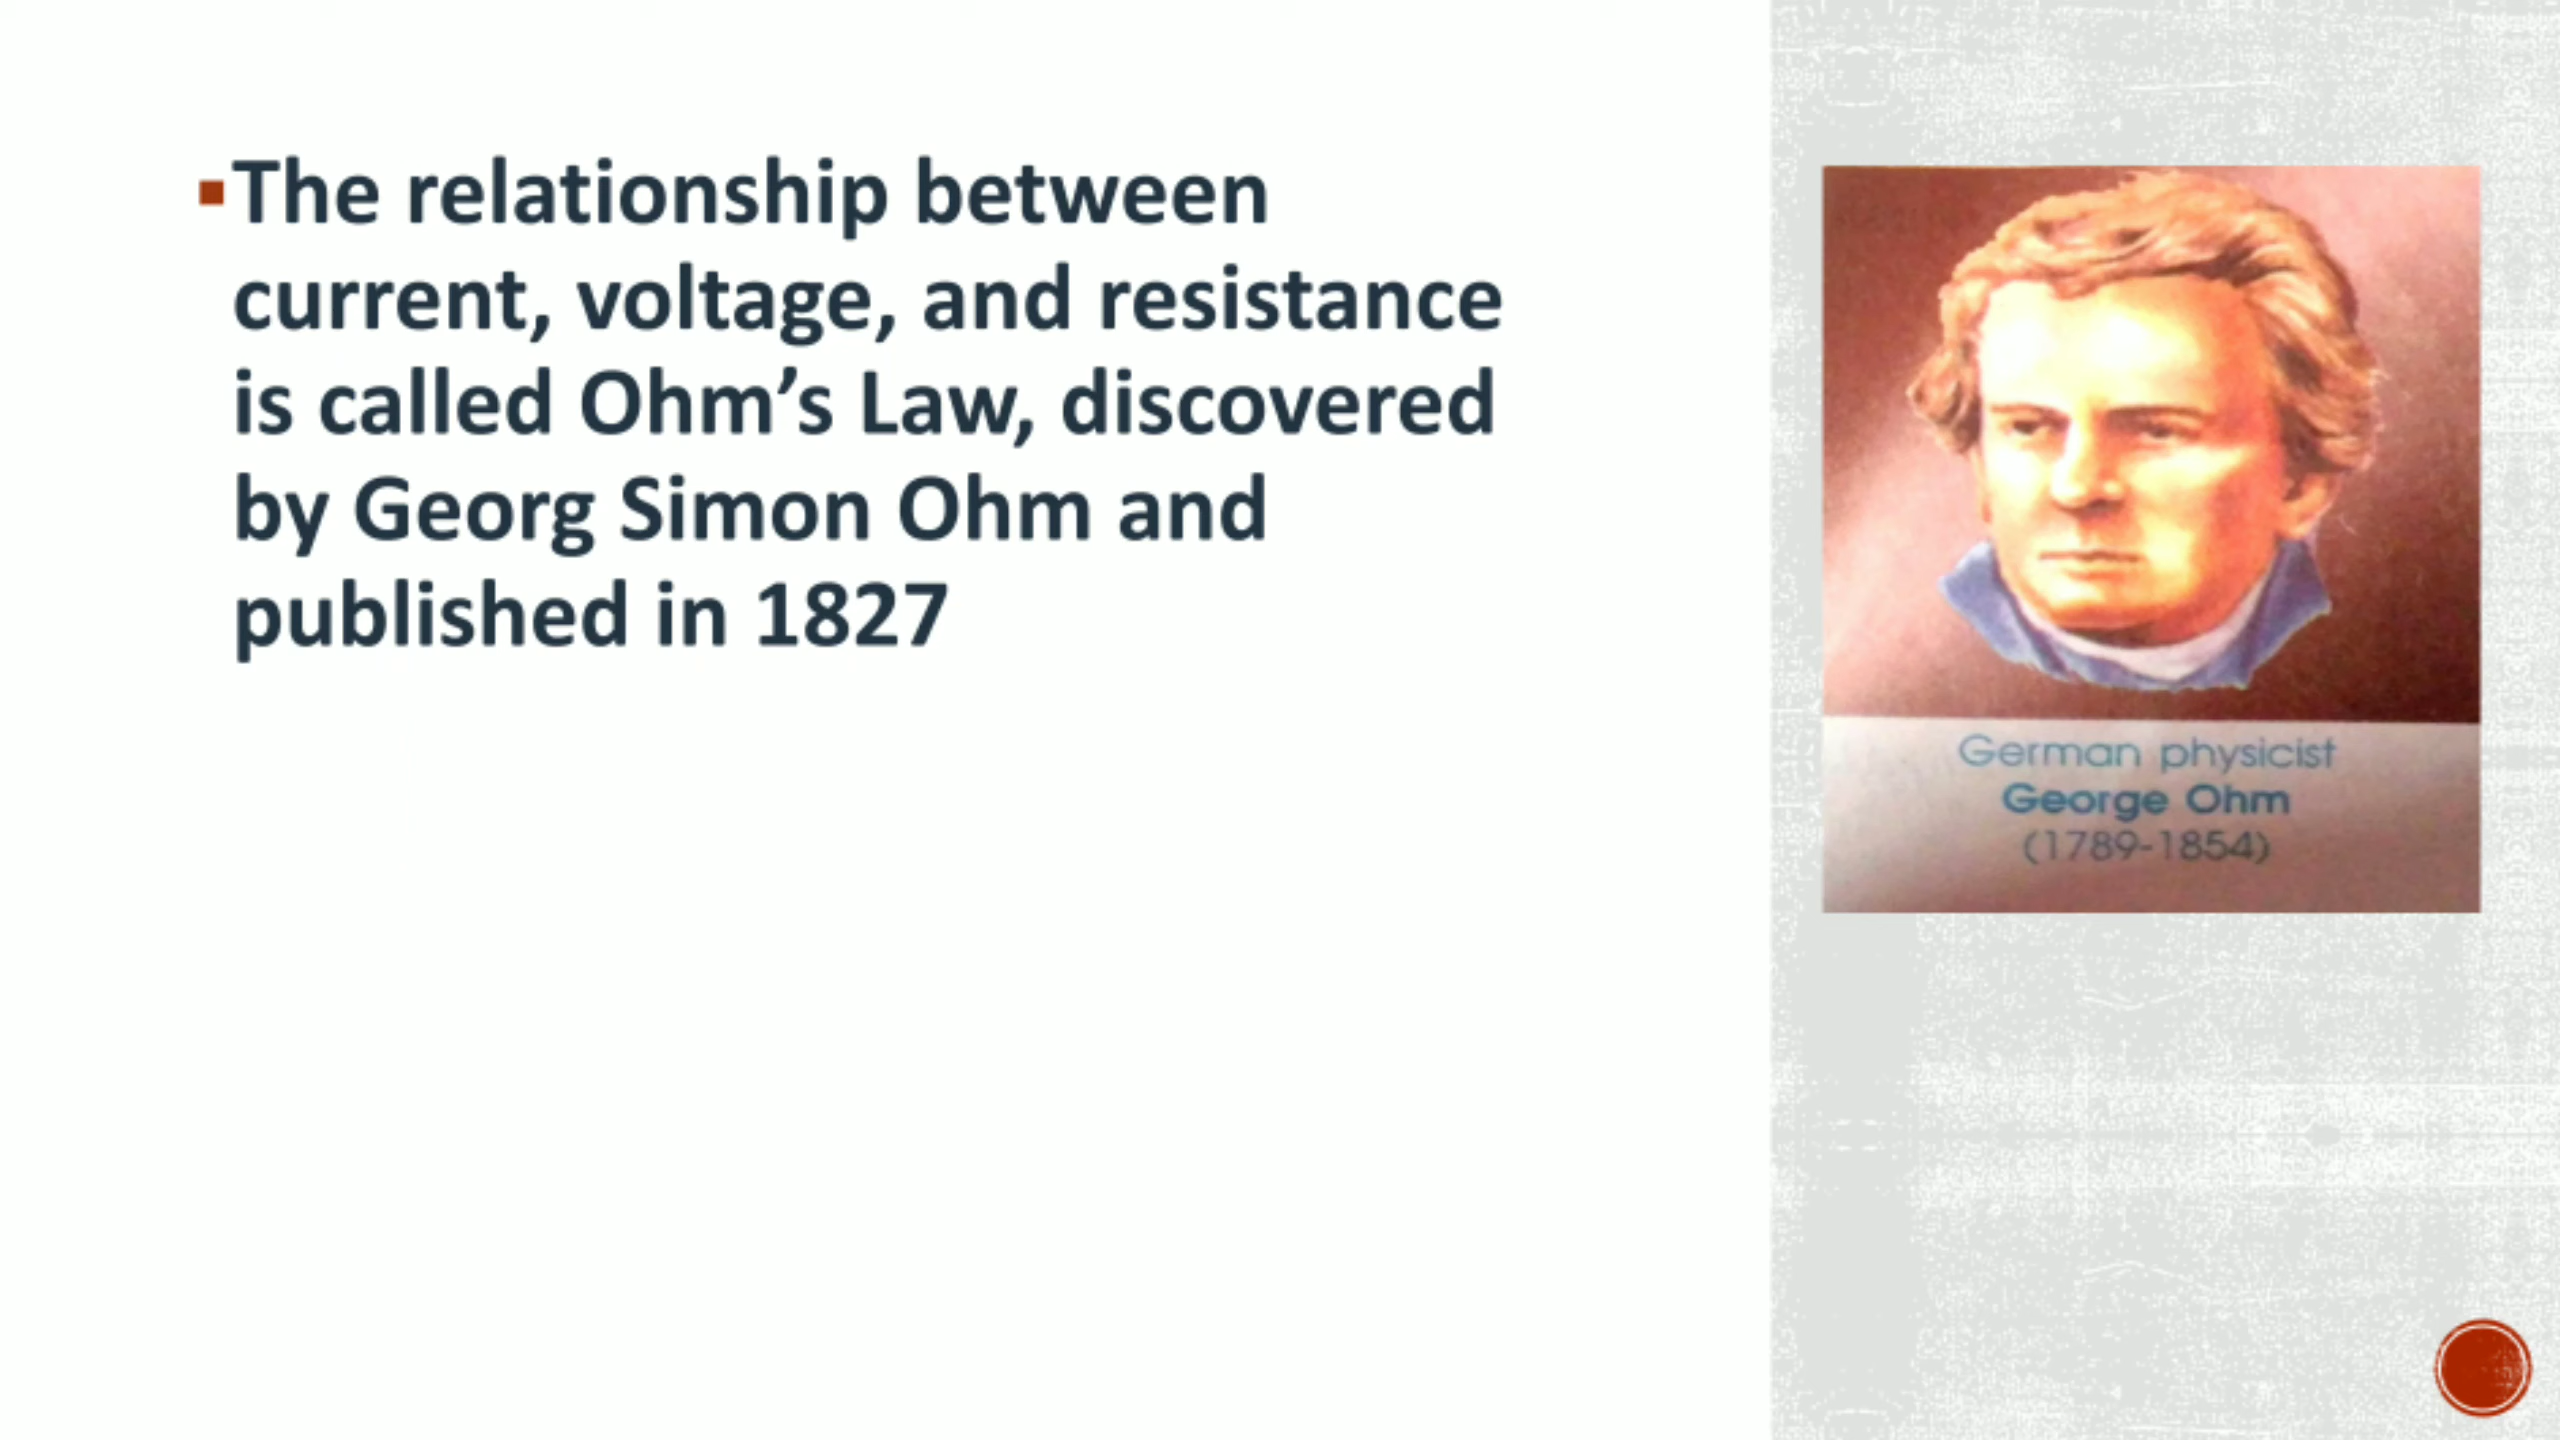 ▪The relationship between
current, voltage, and resistance
is called Ohm’s Law, discovered
by Georg Simon Ohm and
published in 1827
German physicist
George Ohm
(1789-1854)